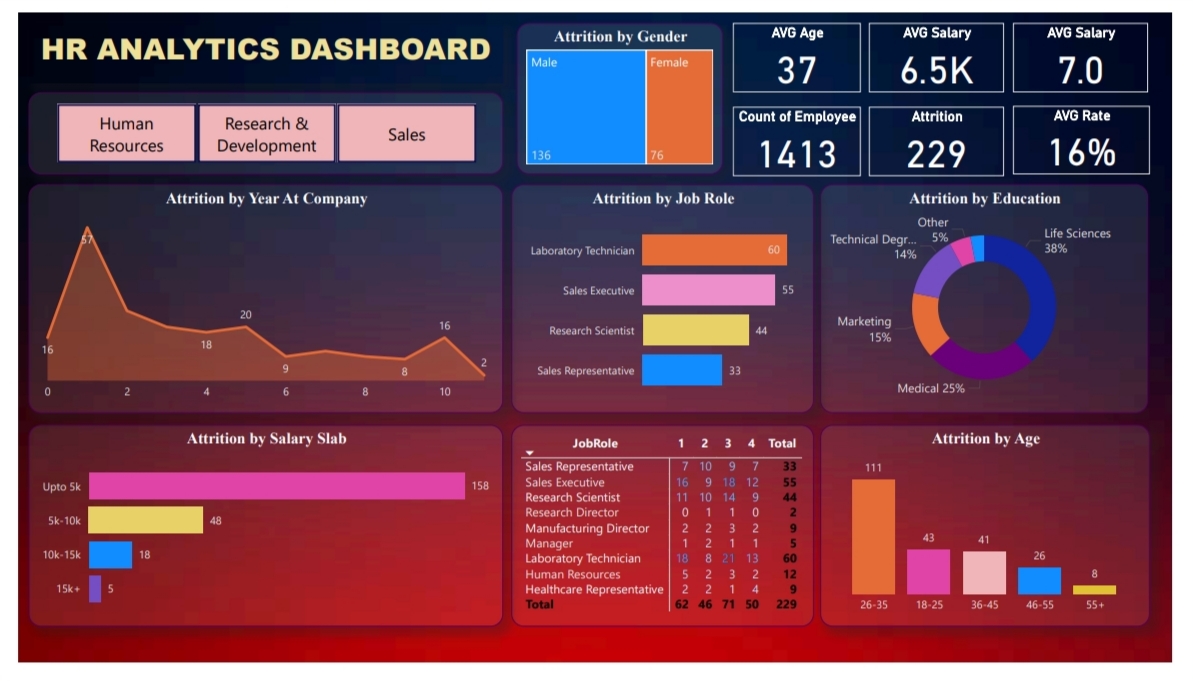 HR ANALYTICS DASHBOARD
Human
Resources
Research &
Development
Sales
Attrition by Gender
Male
Female
136
76
AVG Age
37
AVG Salary
6.5K
AVG Salary
7.0
Count of Employee
1413
Attrition
229
AVG Rate
16%
Attrition by Year At Company
57
16
18
20
9
8
16
2
0 2 4 6 8 10
Attrition by Job Role
Laboratory Technician 60
Sales Executive 55
Research Scientist 44
Sales Representative 33
Attrition by Education
Other
5%
Technical Degr...
14%
Life Sciences
38%
Marketing
15%
Medical 25%
Attrition by Salary Slab
Upto 5k 158
5k-10k 48
10k-15k 18
15k+ 5
JobRole 1 2 3 4 Total
Sales Representative 7 10 9 7 33
Sales Executive 16 9 18 12 55
Research Scientist 11 10 14 9 44
Research Director 0 1 1 0 2
Manufacturing Director 2 2 3 2 9
Manager 1 2 1 1 5
Laboratory Technician 18 8 21 13 60
Human Resources 5 2 3 2 12
Healthcare Representative 2 2 1 4 9
Total 62 46 71 50 229
Attrition by Age
111
43
41
26
8
26-35 18-25 36-45 46-55 55+